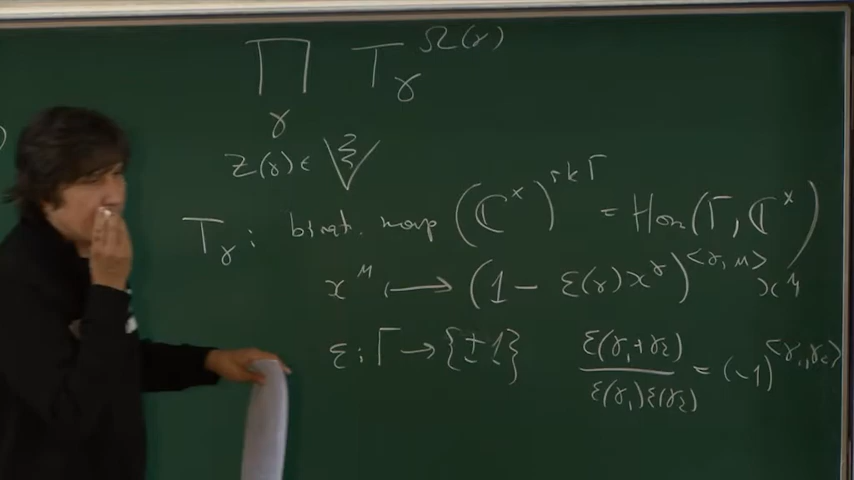 ∏ T_γ^{Ω(γ)}
γ
Z(γ) ∈
T_γ : birat. map (ℂ^×)^{rk Γ} = Hom(Γ, ℂ^×)
x^μ ⟼ (1 − ε(γ) x^γ)^{<γ, μ>} x^μ
ε : Γ → {±1} ε(γ₁+γ₂) / ε(γ₁)ε(γ₂) = (−1)^{<γ₁, γ₂>}